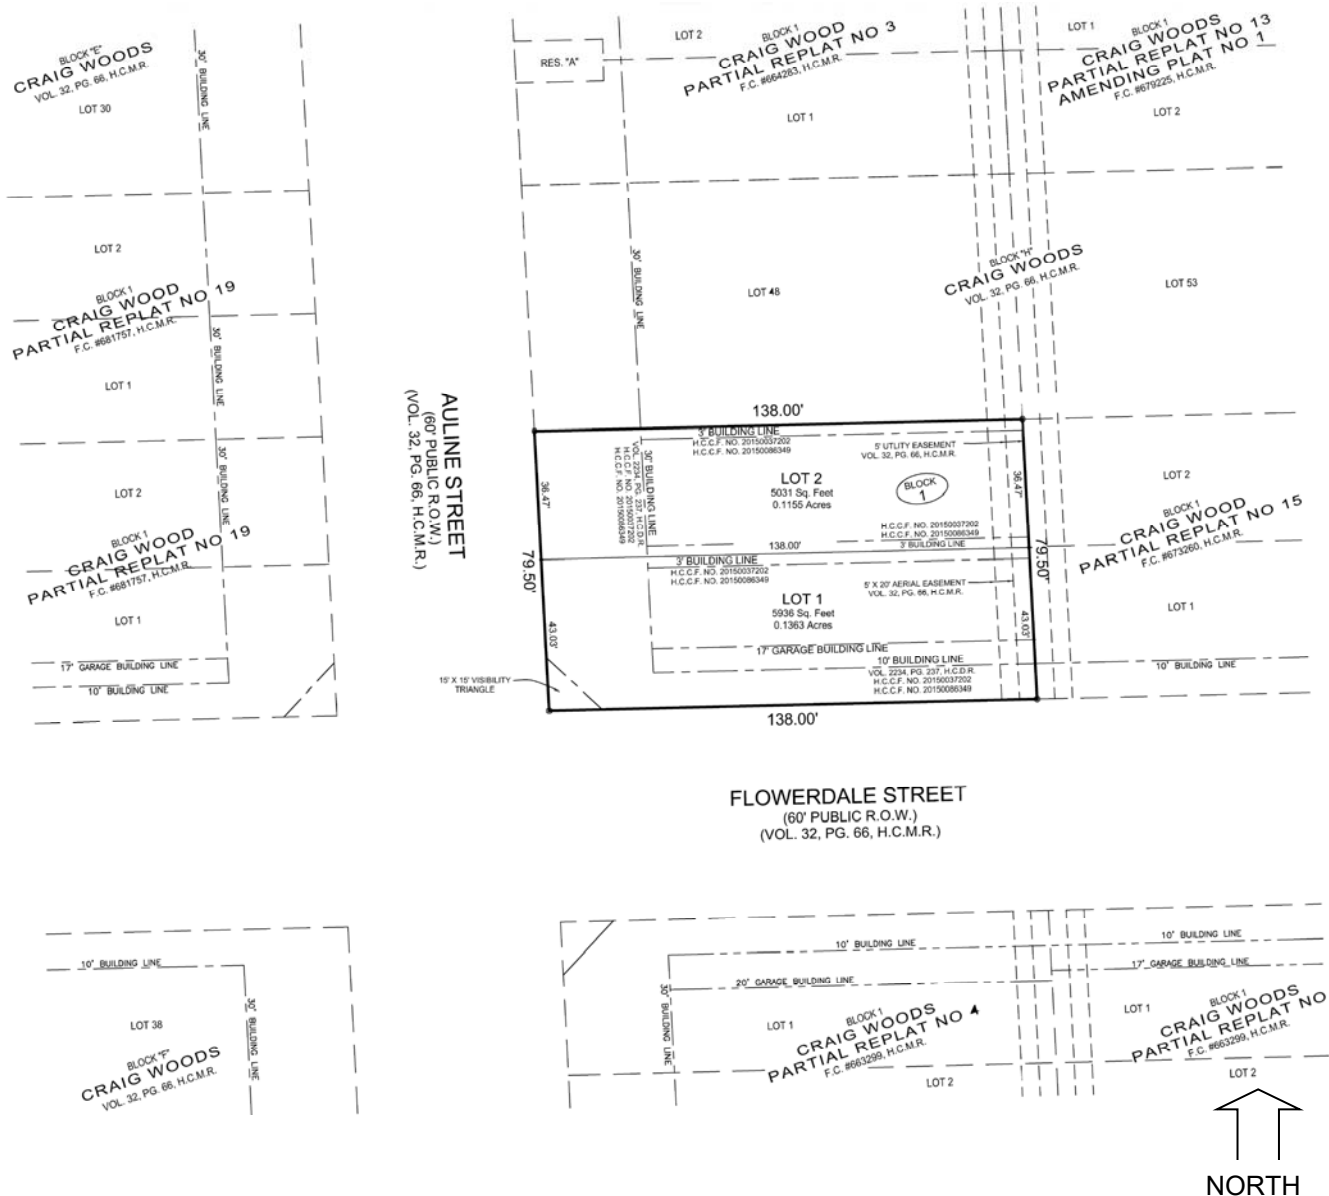 BLOCK "E"
CRAIG WOODS
VOL. 32, PG. 66, H.C.M.R.
LOT 30
30' BUILDING LINE
RES. "A"
LOT 2
BLOCK 1
CRAIG WOOD
PARTIAL REPLAT NO 3
F.C. #664283, H.C.M.R.
LOT 1
LOT 1
BLOCK 1
CRAIG WOODS
PARTIAL REPLAT NO 13
AMENDING PLAT NO 1
F.C. #679225, H.C.M.R.
LOT 2
LOT 2
BLOCK 1
CRAIG WOOD
PARTIAL REPLAT NO 19
F.C. #681757, H.C.M.R.
LOT 1
30' BUILDING LINE
30' BUILDING LINE
LOT 48
BLOCK "H"
CRAIG WOODS
VOL. 32, PG. 66, H.C.M.R.
LOT 53
AULINE STREET
(60' PUBLIC R.O.W.)
(VOL. 32, PG. 66, H.C.M.R.)
138.00'
3' BUILDING LINE
H.C.C.F. NO. 20150037202
H.C.C.F. NO. 20150086349
5' UTLITY EASEMENT
VOL. 32, PG. 66, H.C.M.R.
30' BUILDING LINE
VOL. 2234, PG. 237, H.C.D.R.
H.C.C.F. NO. 20150037202
H.C.C.F. NO. 20150086349
36.47'
LOT 2
5031 Sq. Feet
0.1155 Acres
BLOCK
1
36.47'
H.C.C.F. NO. 20150037202
H.C.C.F. NO. 20150086349
3' BUILDING LINE
138.00'
79.50'
79.50'
3' BUILDING LINE
H.C.C.F. NO. 20150037202
H.C.C.F. NO. 20150086349
5' X 20' AERIAL EASEMENT
VOL. 32, PG. 66, H.C.M.R.
LOT 1
5936 Sq. Feet
0.1363 Acres
43.03'
43.03'
17' GARAGE BUILDING LINE
10' BUILDING LINE
VOL. 2234, PG. 237, H.C.D.R.
H.C.C.F. NO. 20150037202
H.C.C.F. NO. 20150086349
15' X 15' VISIBILITY
TRIANGLE
138.00'
LOT 2
BLOCK 1
CRAIG WOOD
PARTIAL REPLAT NO 15
F.C. #673260, H.C.M.R.
LOT 1
10' BUILDING LINE
30' BUILDING LINE
LOT 2
BLOCK 1
CRAIG WOOD
PARTIAL REPLAT NO 19
F.C. #681757, H.C.M.R.
LOT 1
17' GARAGE BUILDING LINE
10' BUILDING LINE
FLOWERDALE STREET
(60' PUBLIC R.O.W.)
(VOL. 32, PG. 66, H.C.M.R.)
10' BUILDING LINE
30' BUILDING LINE
LOT 38
BLOCK "F"
CRAIG WOODS
VOL. 32, PG. 66, H.C.M.R.
10' BUILDING LINE
20' GARAGE BUILDING LINE
30' BUILDING LINE
LOT 1
BLOCK 1
CRAIG WOODS
PARTIAL REPLAT NO 4
F.C. #663299, H.C.M.R.
LOT 2
10' BUILDING LINE
17' GARAGE BUILDING LINE
LOT 1
BLOCK 1
CRAIG WOODS
PARTIAL REPLAT NO
F.C. #663299, H.C.M.R.
LOT 2
NORTH